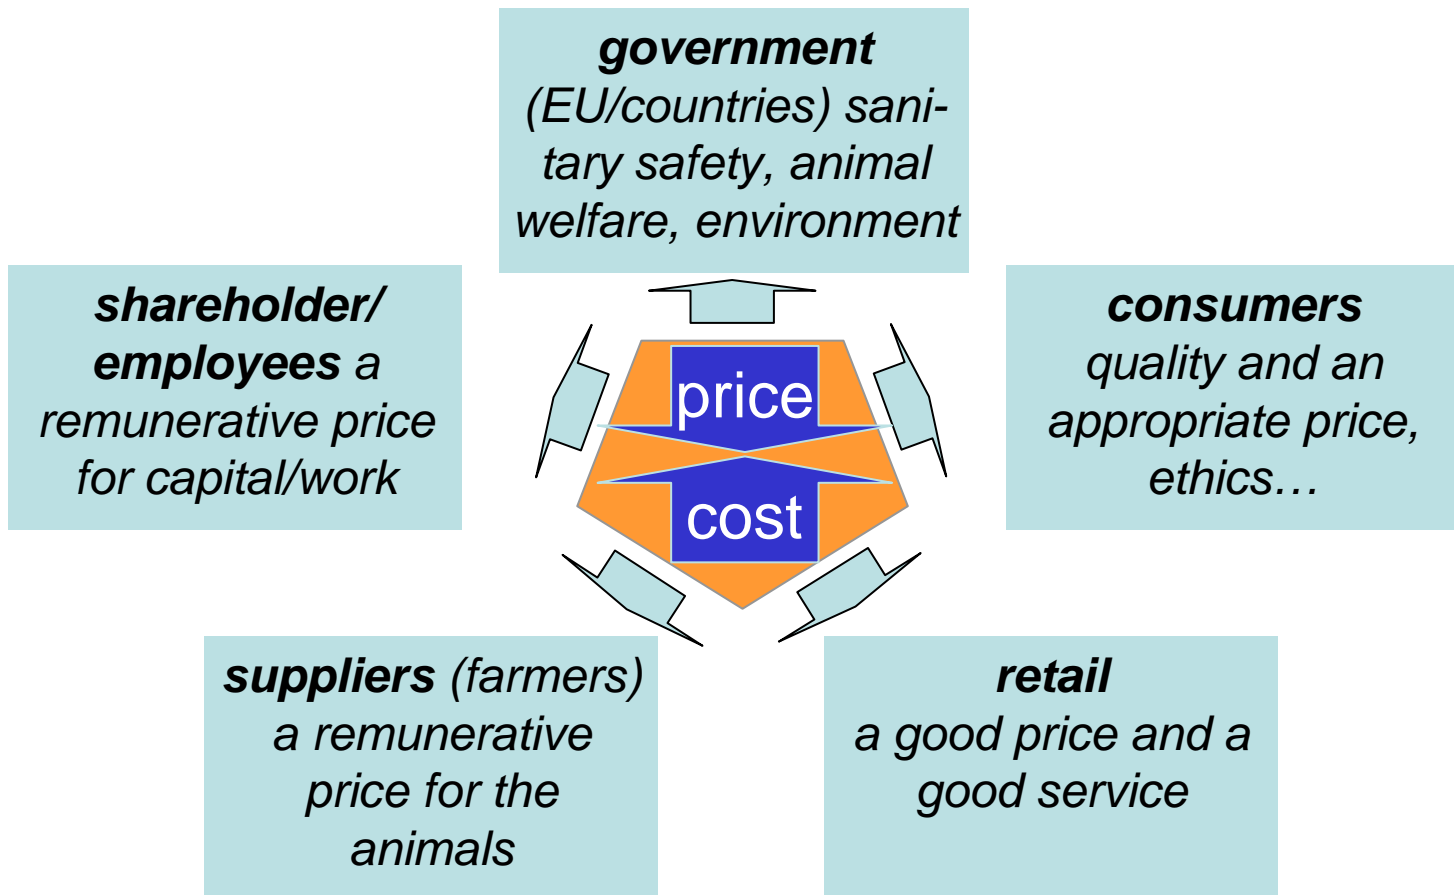 government
(EU/countries) sani-
tary safety, animal
welfare, environment
shareholder/
employees a
remunerative price
for capital/work
price
cost
consumers
quality and an
appropriate price,
ethics…
suppliers (farmers)
a remunerative
price for the
animals
retail
a good price and a
good service